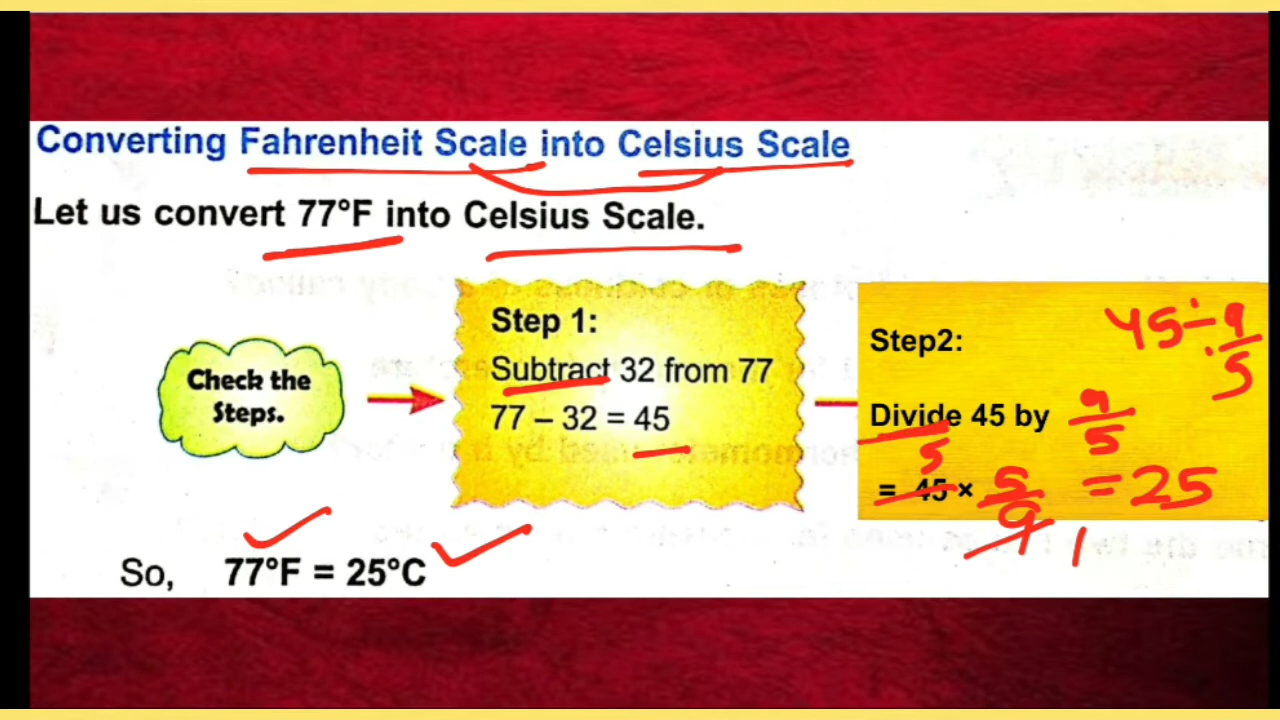 Converting Fahrenheit Scale into Celsius Scale
Let us convert 77°F into Celsius Scale.
Check the
Steps.
Step 1:
Subtract 32 from 77
77 – 32 = 45
Step2:
45 ÷ 9/5
Divide 45 by 9/5
5
= 45 × 5/9 = 25
1
So, 77°F = 25°C